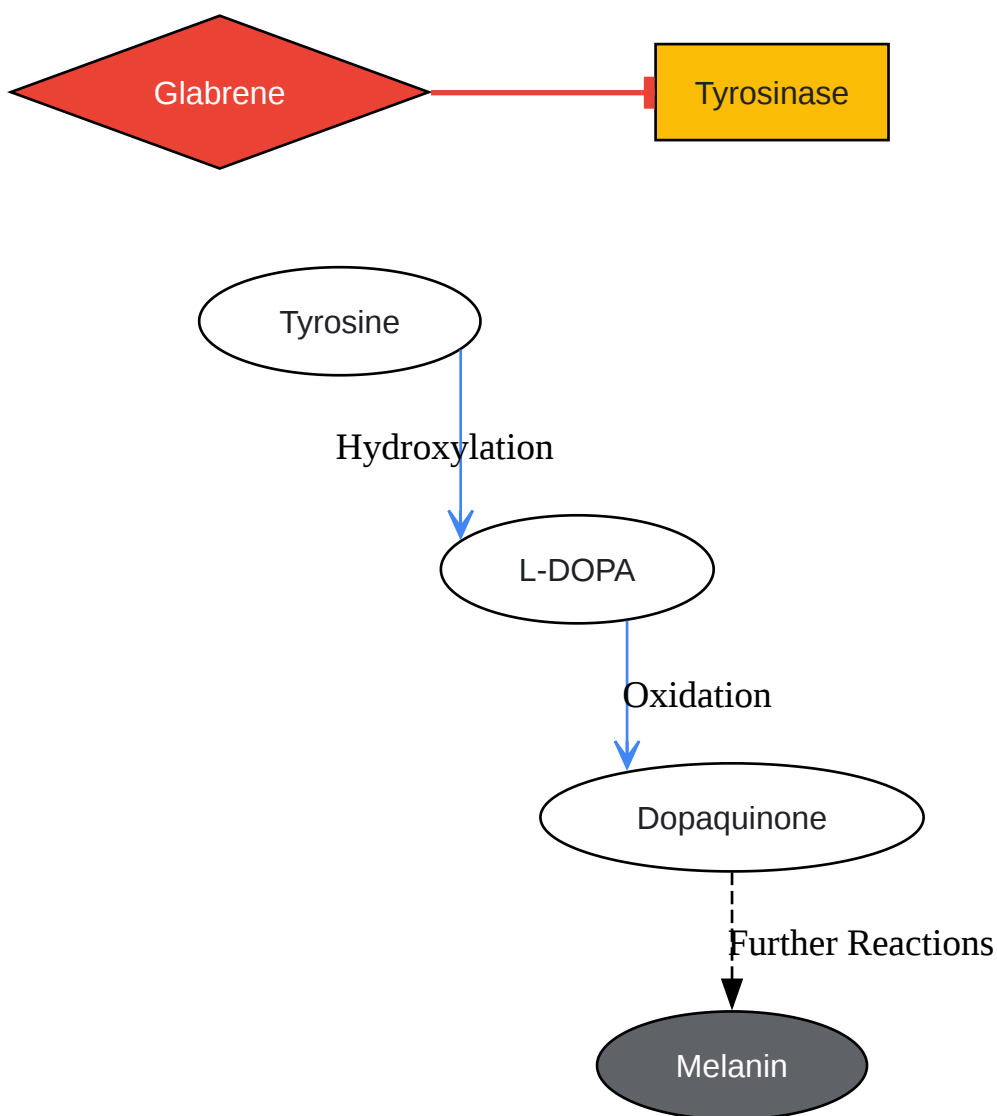 Glabrene
Tyrosinase
Tyrosine
Hydroxylation
L-DOPA
Oxidation
Dopaquinone
Further Reactions
Melanin